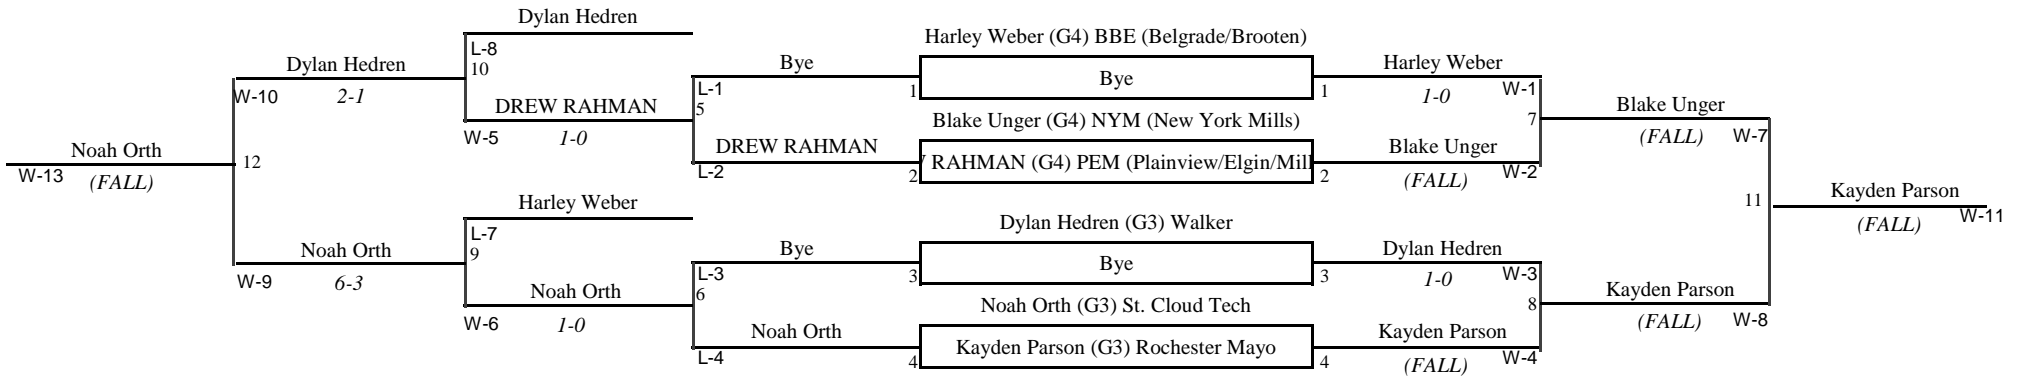 Dylan Hedren
L-8
10
Dylan Hedren
W-10
2-1
DREW RAHMAN
W-5
1-0
Noah Orth
W-13
(FALL)
12
Harley Weber
L-7
9
Noah Orth
W-9
6-3
Noah Orth
W-6
1-0
Bye
L-1
5
DREW RAHMAN
L-2
Bye
L-3
6
Noah Orth
L-4
Harley Weber (G4) BBE (Belgrade/Brooten)
1
Bye
1
Blake Unger (G4) NYM (New York Mills)
2
RAHMAN (G4) PEM (Plainview/Elgin/Mill
2
Dylan Hedren (G3) Walker
3
Bye
3
Noah Orth (G3) St. Cloud Tech
4
Kayden Parson (G3) Rochester Mayo
4
Harley Weber
1-0
W-1
7
Blake Unger
(FALL)
W-2
Dylan Hedren
1-0
W-3
8
Kayden Parson
(FALL)
W-4
Blake Unger
(FALL)
W-7
11
Kayden Parson
(FALL)
W-8
Kayden Parson
(FALL)
W-11